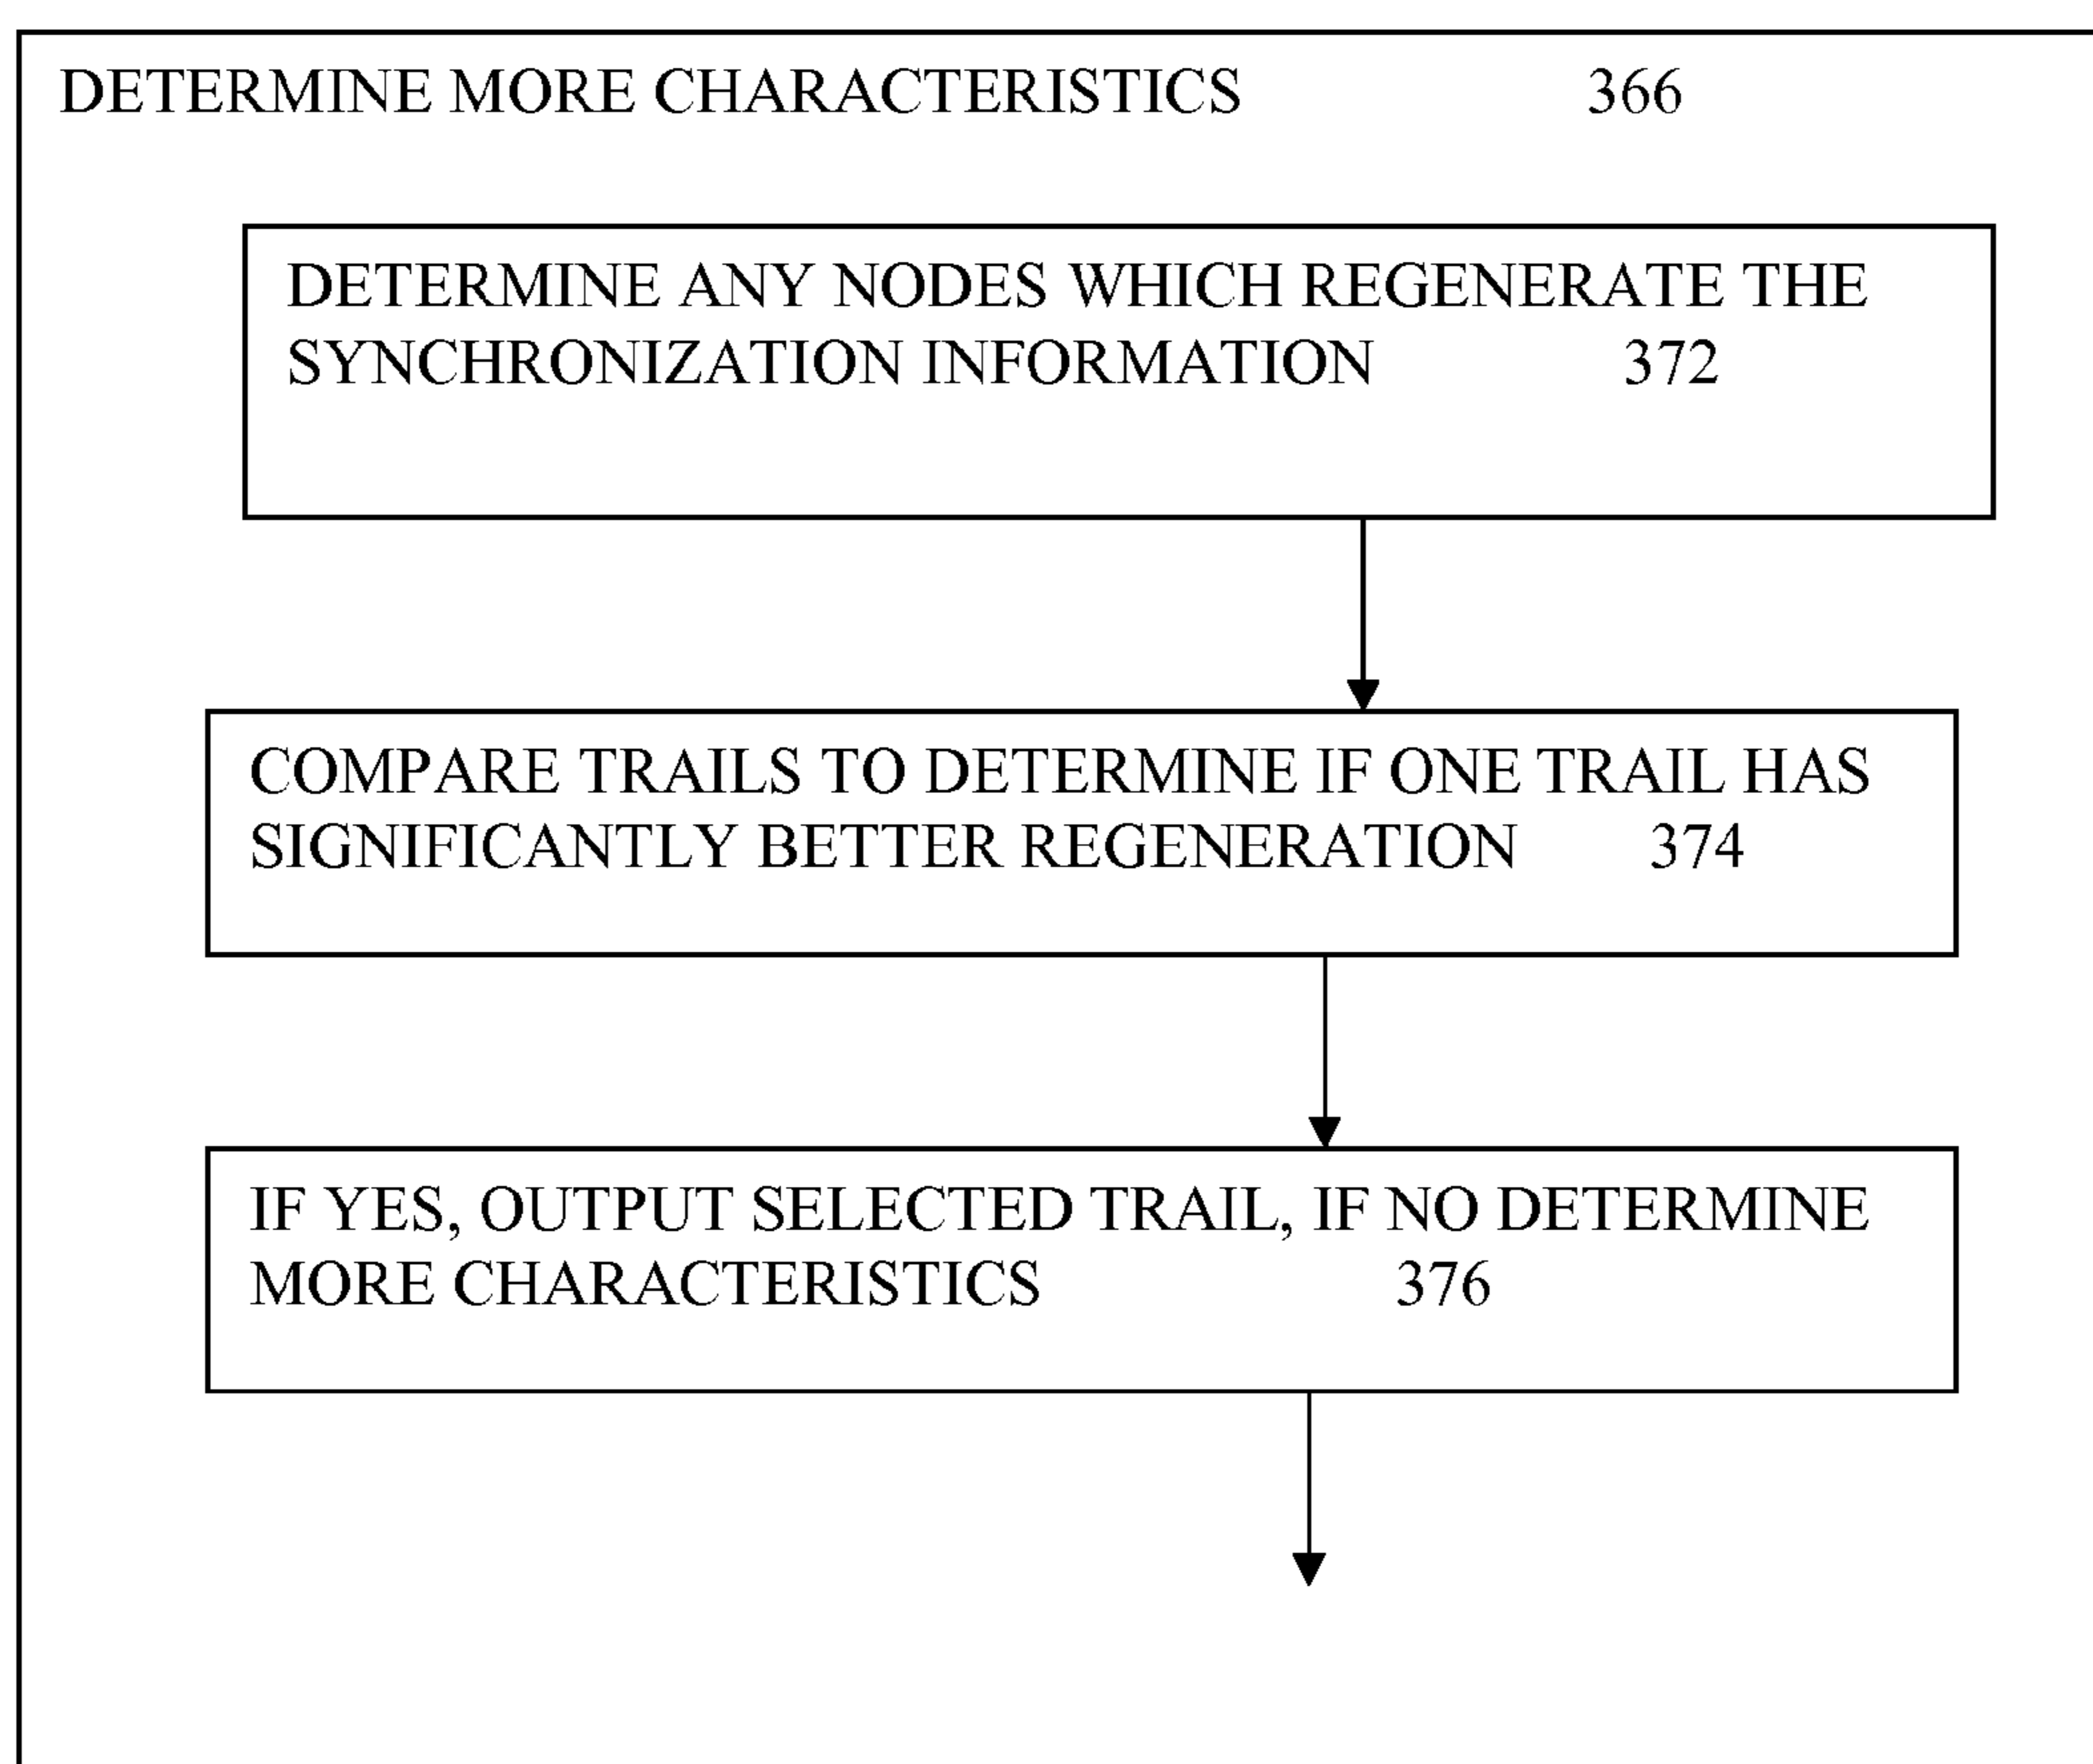 DETERMINE MORE CHARACTERISTICS 366
DETERMINE ANY NODES WHICH REGENERATE THE
SYNCHRONIZATION INFORMATION 372
COMPARE TRAILS TO DETERMINE IF ONE TRAIL HAS
SIGNIFICANTLY BETTER REGENERATION 374
IF YES, OUTPUT SELECTED TRAIL, IF NO DETERMINE
MORE CHARACTERISTICS 376